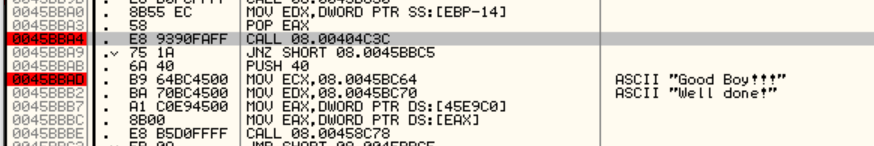 0045BBA0 . 8B55 EC MOV EDX,DWORD PTR SS:[EBP-14]
0045BBA3 . 58 POP EAX
0045BBA4 . E8 9390FAFF CALL 08.00404C3C
0045BBA9 .v 75 1A JNZ SHORT 08.0045BBC5
0045BBAB . 6A 40 PUSH 40
0045BBAD . B9 64BC4500 MOV ECX,08.0045BC64 ASCII "Good Boy!!!"
0045BBB2 . BA 70BC4500 MOV EDX,08.0045BC70 ASCII "Well done!"
0045BBB7 . A1 C0E94500 MOV EAX,DWORD PTR DS:[45E9C0]
0045BBBC . 8B00 MOV EAX,DWORD PTR DS:[EAX]
0045BBBE . E8 B5D0FFFF CALL 08.00458C78